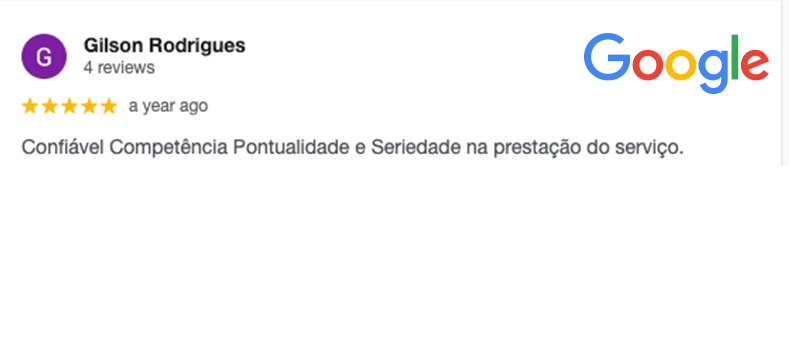 G
Gilson Rodrigues
Google
4 reviews
a year ago
Confiável Competência Pontualidade e Seriedade na prestação do serviço.